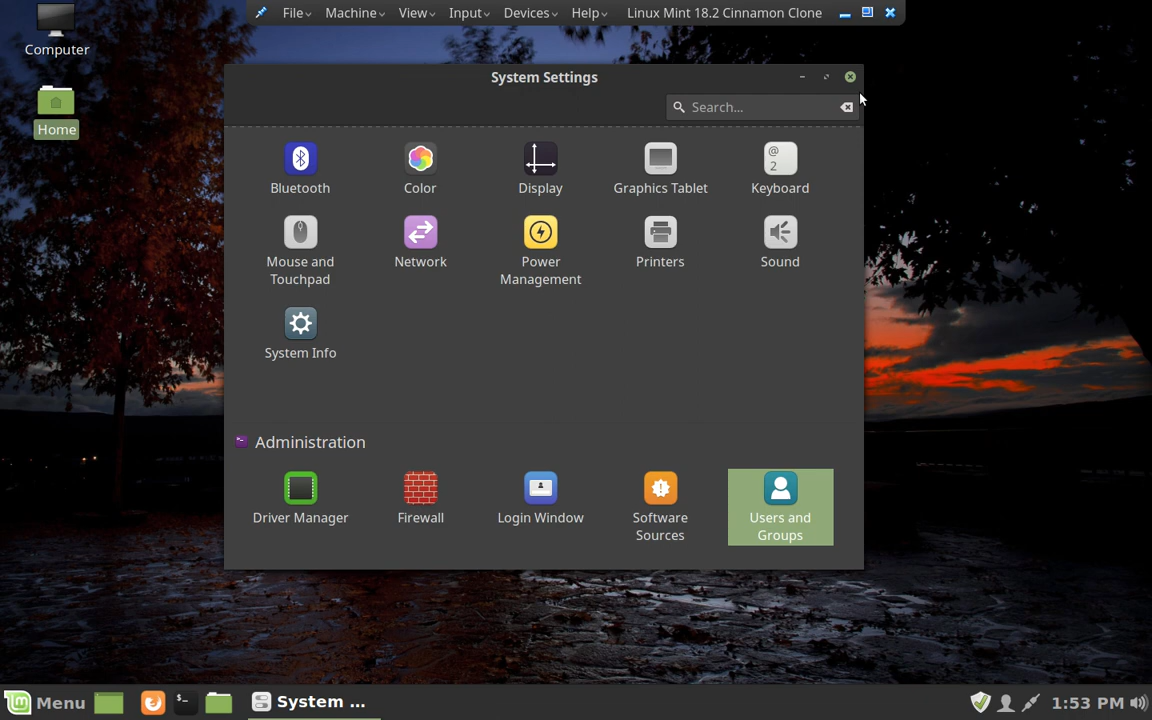 File Machine View Input Devices Help Linux Mint 18.2 Cinnamon Clone
Computer
Home
System Settings
Search...
Bluetooth Color Display Graphics Tablet Keyboard
@
2
Mouse and Touchpad Network Power Management Printers Sound
System Info
Administration
Driver Manager Firewall Login Window Software Sources Users and Groups
Menu System ... 1:53 PM